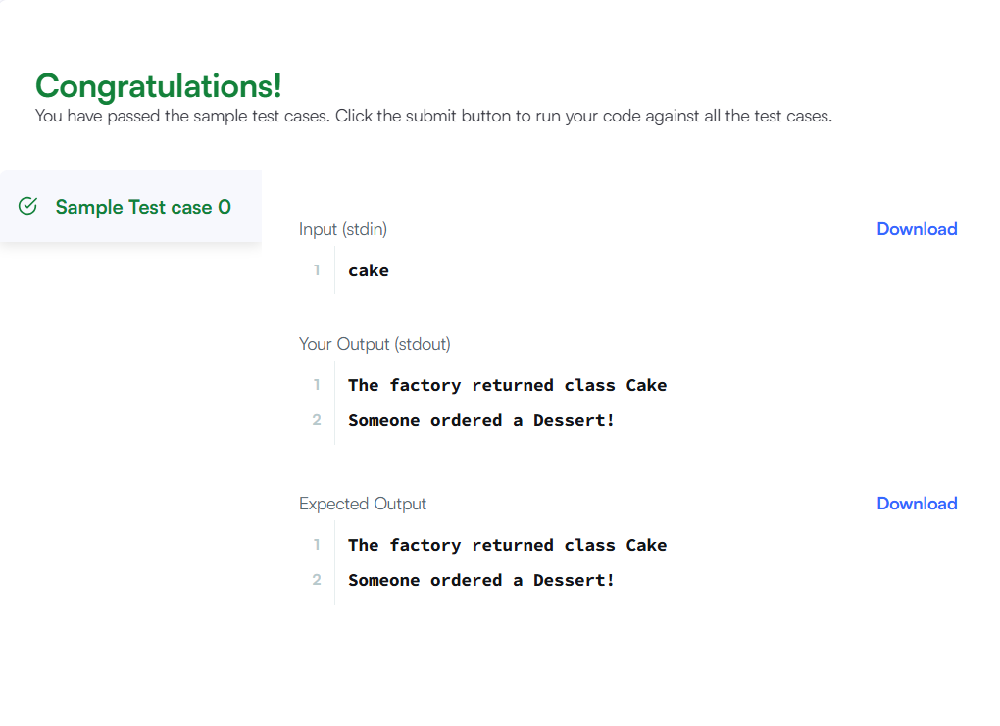 Congratulations!
You have passed the sample test cases. Click the submit button to run your code against all the test cases.
Sample Test case 0
Input (stdin)
Download
1 cake
Your Output (stdout)
1 The factory returned class Cake
2 Someone ordered a Dessert!
Expected Output
Download
1 The factory returned class Cake
2 Someone ordered a Dessert!